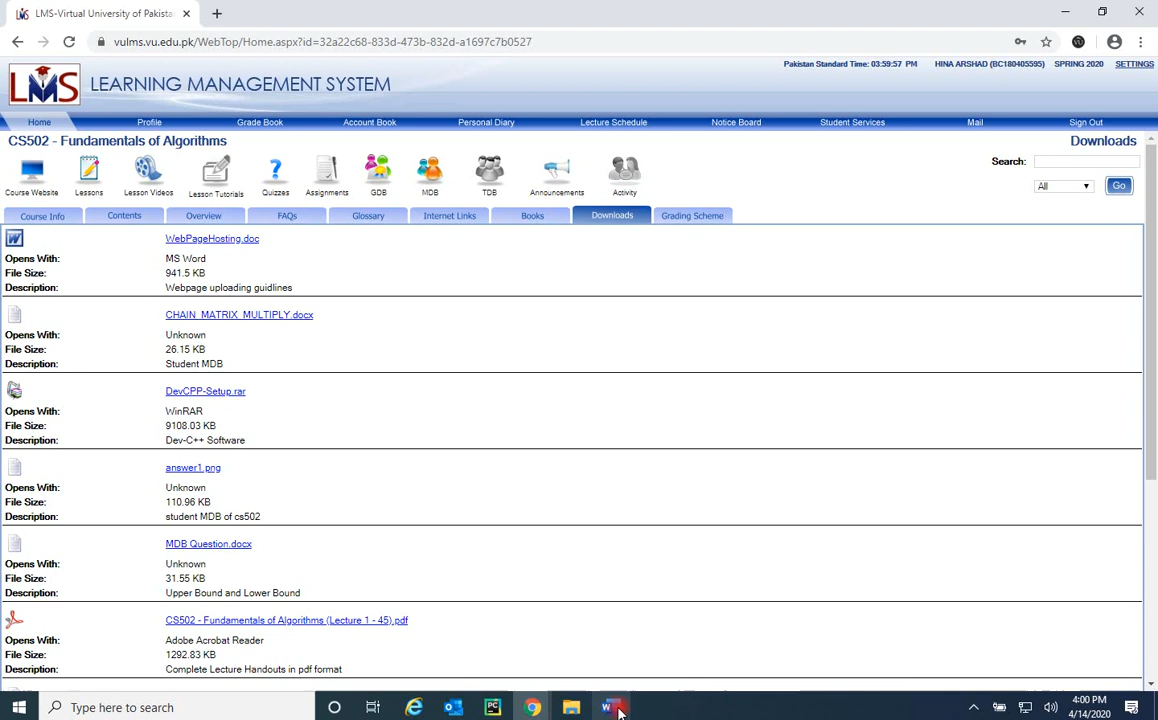 LMS-Virtual University of Pakista
vulms.vu.edu.pk/WebTop/Home.aspx?id=32a22c68-833d-473b-832d-a1697c7b0527
LMS LEARNING MANAGEMENT SYSTEM
Pakistan Standard Time: 03:59:57 PM HINA ARSHAD (BC180405595) SPRING 2020 SETTINGS
Home Profile Grade Book Account Book Personal Diary Lecture Schedule Notice Board Student Services Mail Sign Out
CS502 - Fundamentals of Algorithms Downloads
Search:
Course Website Lessons Lesson Videos Lesson Tutorials Quizzes Assignments GDB MDB TDB Announcements Activity
All Go
Course Info Contents Overview FAQs Glossary Internet Links Books Downloads Grading Scheme
WebPageHosting.doc
Opens With: MS Word
File Size: 941.5 KB
Description: Webpage uploading guidlines
CHAIN_MATRIX_MULTIPLY.docx
Opens With: Unknown
File Size: 26.15 KB
Description: Student MDB
DevCPP-Setup.rar
Opens With: WinRAR
File Size: 9108.03 KB
Description: Dev-C++ Software
answer1.png
Opens With: Unknown
File Size: 110.96 KB
Description: student MDB of cs502
MDB Question.docx
Opens With: Unknown
File Size: 31.55 KB
Description: Upper Bound and Lower Bound
CS502 - Fundamentals of Algorithms (Lecture 1 - 45).pdf
Opens With: Adobe Acrobat Reader
File Size: 1292.83 KB
Description: Complete Lecture Handouts in pdf format
Type here to search
4:00 PM
4/14/2020